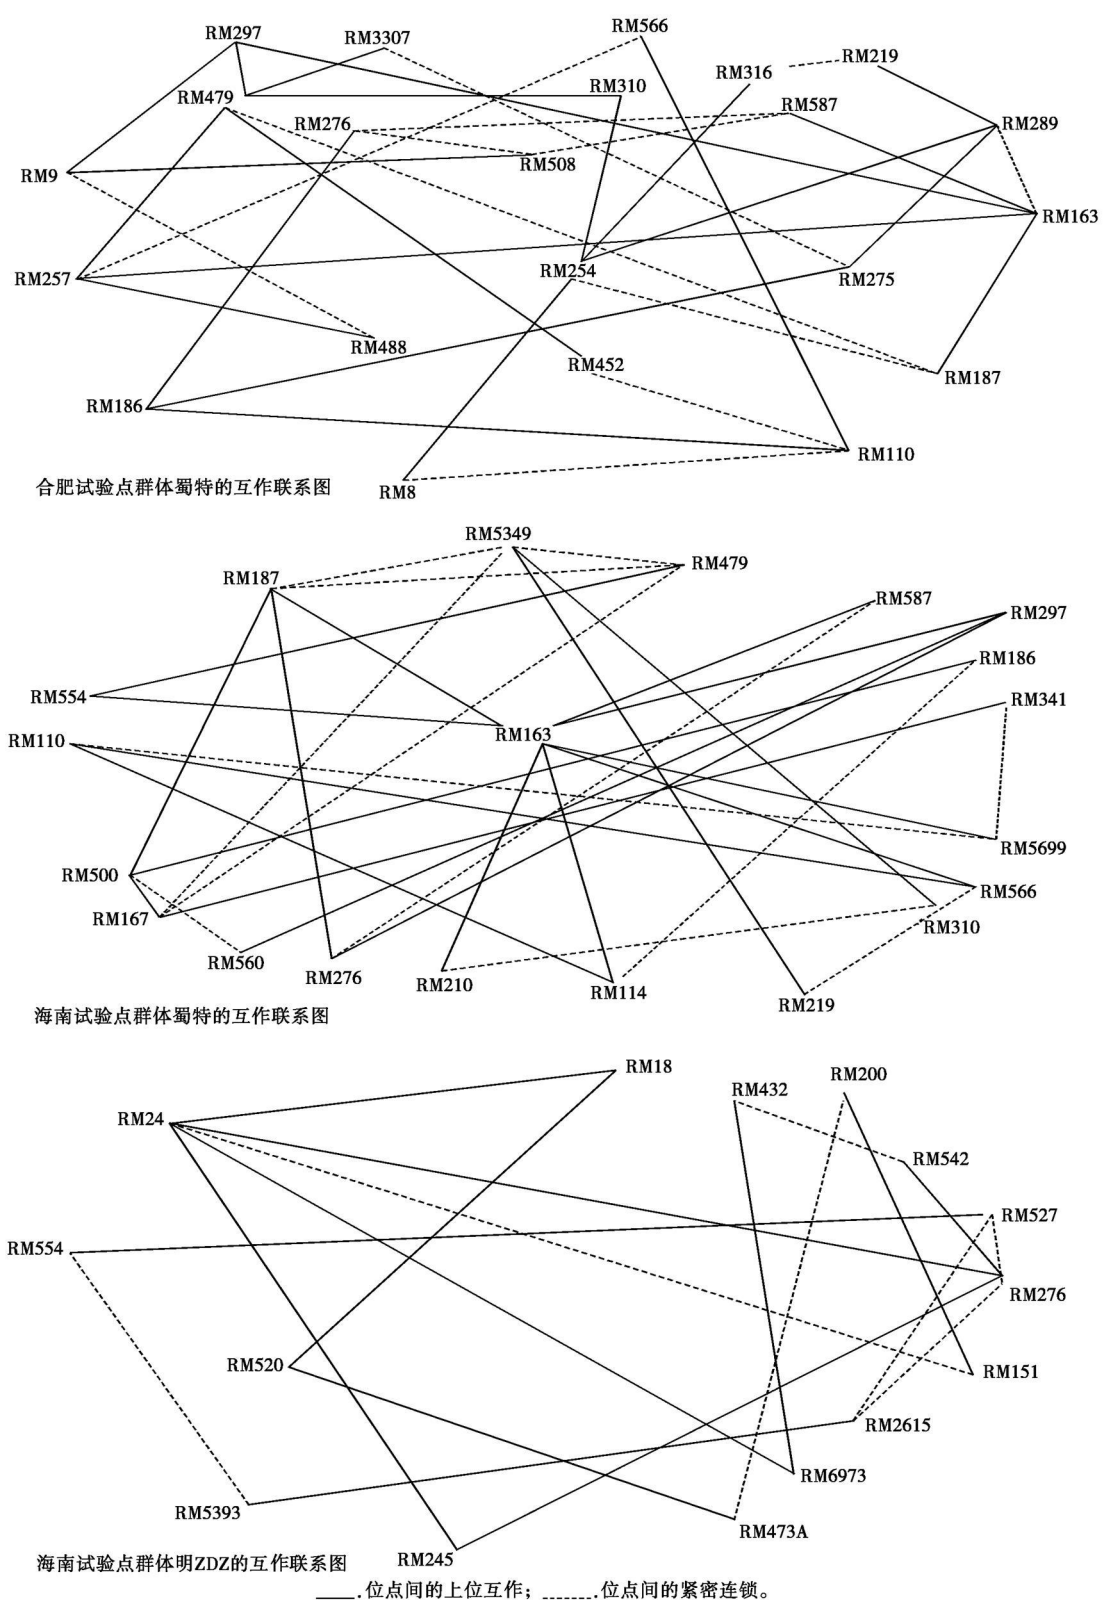 RM566
RM297
RM3307
RM219
RM316
RM310
RM479
RM587
RM276
RM289
RM508
RM9
RM163
RM254
RM257
RM275
RM488
RM452
RM187
RM186
RM110
RM8
合肥试验点群体蜀特的互作联系图
RM5349
RM479
RM187
RM587
RM297
RM186
RM554
RM341
RM163
RM110
RM5699
RM500
RM566
RM167
RM310
RM560
RM276
RM210
RM114
RM219
海南试验点群体蜀特的互作联系图
RM18
RM200
RM432
RM24
RM542
RM527
RM554
RM276
RM520
RM151
RM2615
RM6973
RM5393
RM473A
RM245
海南试验点群体明ZDZ的互作联系图
___.位点间的上位互作；------.位点间的紧密连锁。